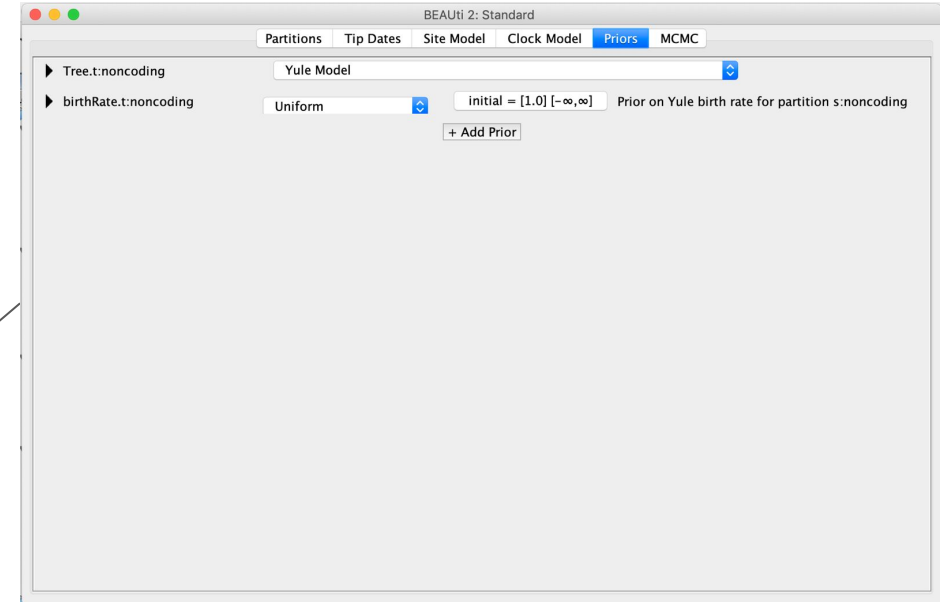 BEAUti 2: Standard
Partitions Tip Dates Site Model Clock Model Priors MCMC
Tree.t:noncoding Yule Model
birthRate.t:noncoding Uniform initial = [1.0] [-∞,∞] Prior on Yule birth rate for partition s:noncoding
+ Add Prior